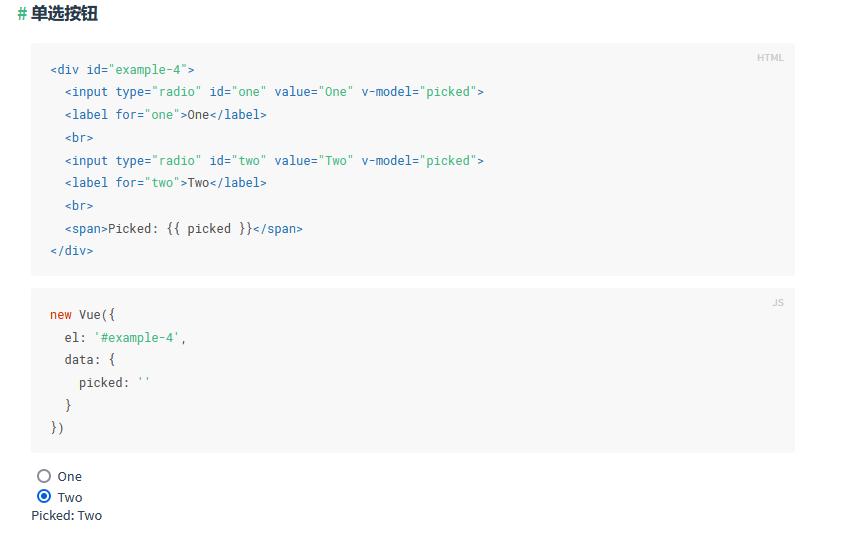 # 单选按钮
HTML
<div id="example-4">
  <input type="radio" id="one" value="One" v-model="picked">
  <label for="one">One</label>
  <br>
  <input type="radio" id="two" value="Two" v-model="picked">
  <label for="two">Two</label>
  <br>
  <span>Picked: {{ picked }}</span>
</div>
JS
new Vue({
  el: '#example-4',
  data: {
    picked: ''
  }
})
One
Two
Picked: Two